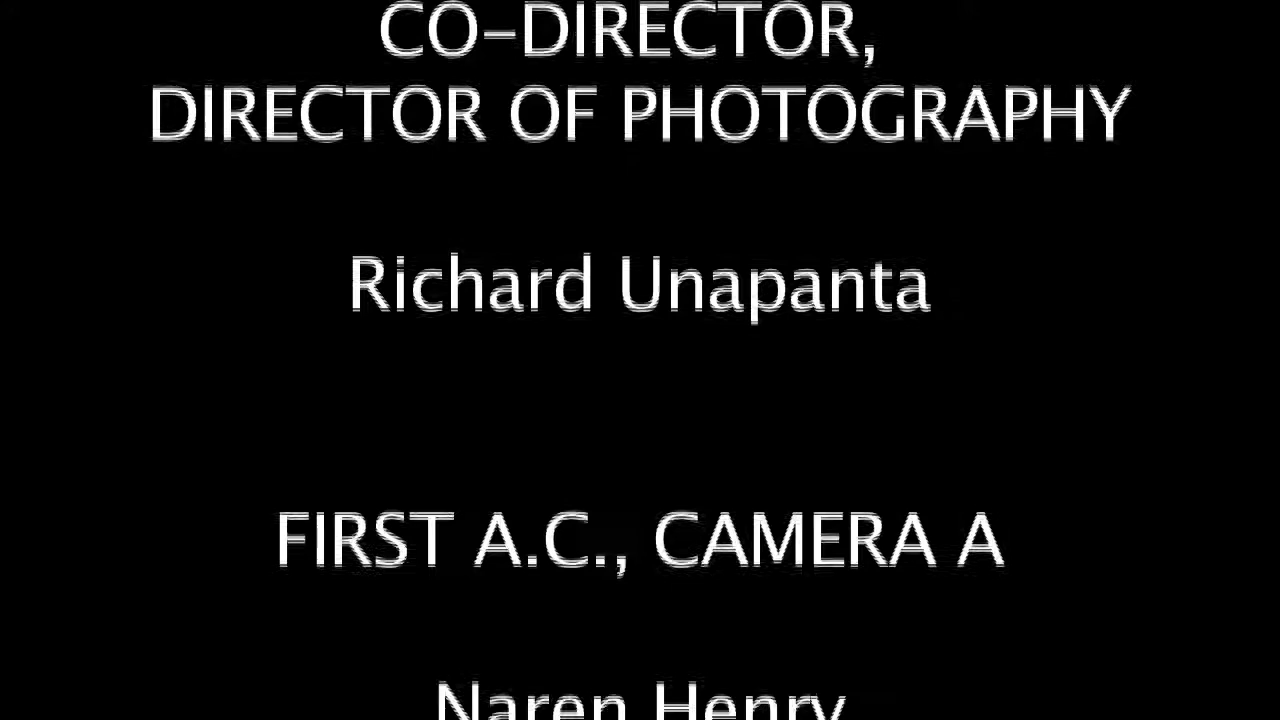 CO-DIRECTOR,
DIRECTOR OF PHOTOGRAPHY
Richard Unapanta
FIRST A.C., CAMERA A
Naren Henry